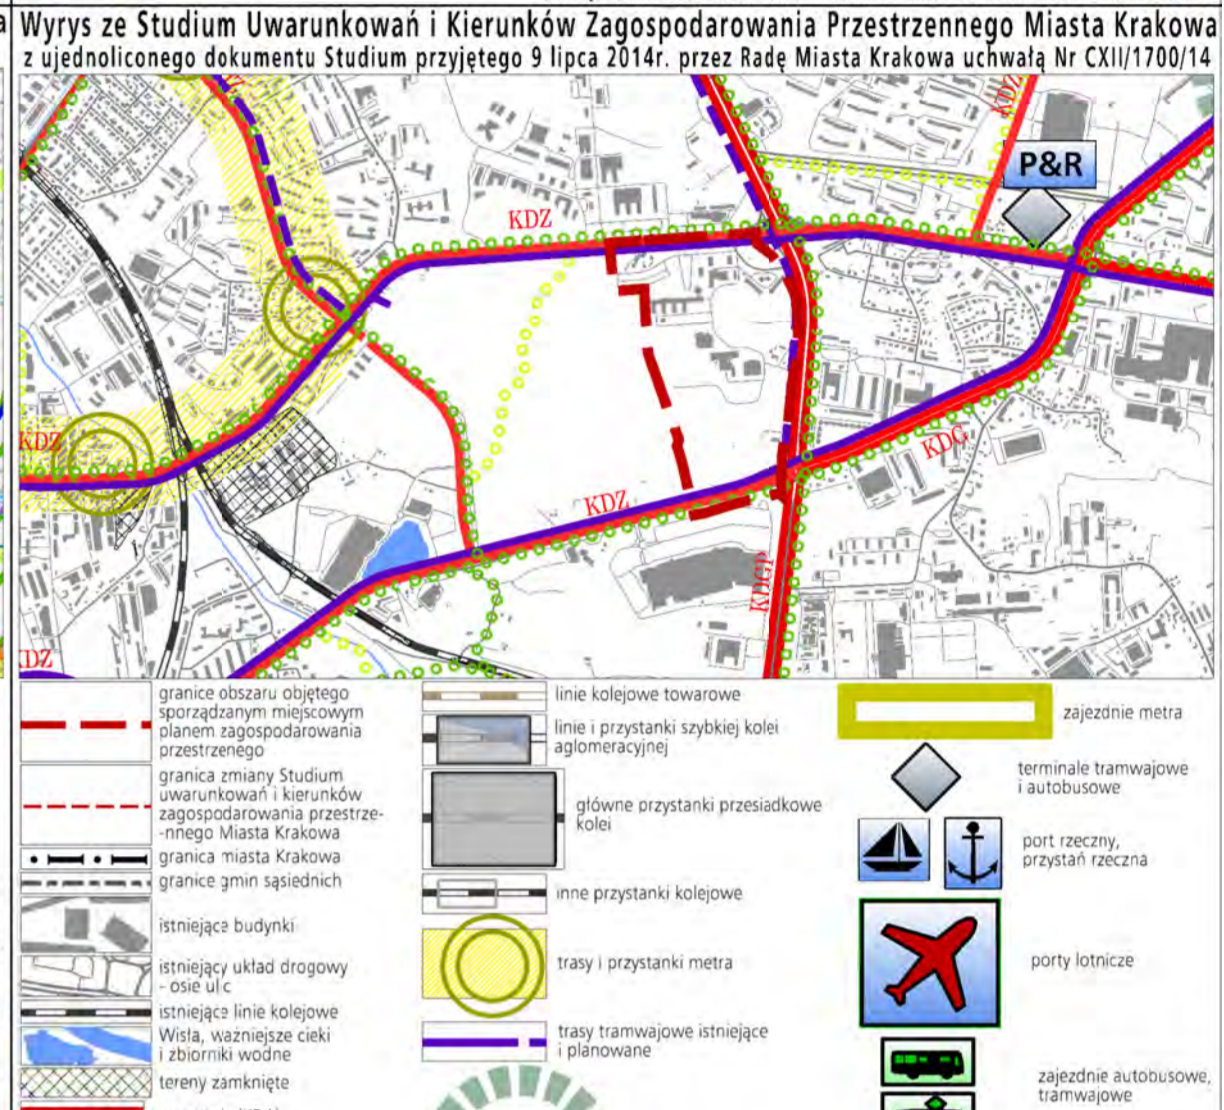 Wyrys ze Studium Uwarunkowań i Kierunków Zagospodarowania Przestrzennego Miasta Krakowa
z ujednoliconego dokumentu Studium przyjętego 9 lipca 2014r. przez Radę Miasta Krakowa uchwałą Nr CXII/1700/14
KDZ
P&R
KDZ
KDZ
KDG
KDZ
KDGP
KDZ
granice obszaru objętego
sporządzanym miejscowym
planem zagospodarowania
przestrzenego
granica zmiany Studium
uwarunkowań i kierunków
zagospodarowania przestrze-
-nnego Miasta Krakowa
granica miasta Krakowa
granice gmin sąsiednich
istniejące budynki
istniejący układ drogowy
- osie ulic
istniejące linie kolejowe
Wisła, ważniejsze cieki
i zbiorniki wodne
tereny zamknięte
linie kolejowe towarowe
linie i przystanki szybkiej kolei
aglomeracyjnej
główne przystanki przesiadkowe
kolei
inne przystanki kolejowe
trasy i przystanki metra
trasy tramwajowe istniejące
i planowane
zajezdnie metra
terminale tramwajowe
i autobusowe
port rzeczny,
przystań rzeczna
porty lotnicze
zajezdnie autobusowe,
tramwajowe